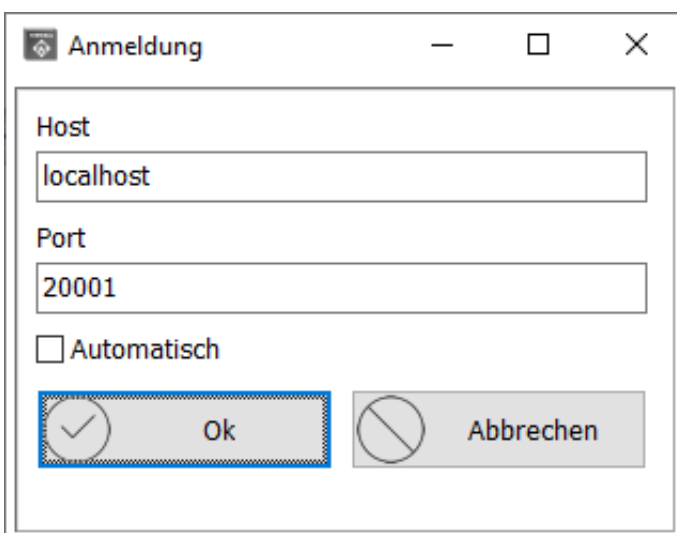 Anmeldung
Host
localhost
Port
20001
Automatisch
Ok
Abbrechen